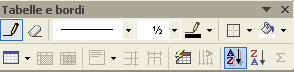 Tabelle e bordi
½
A Z
Z A
Σ